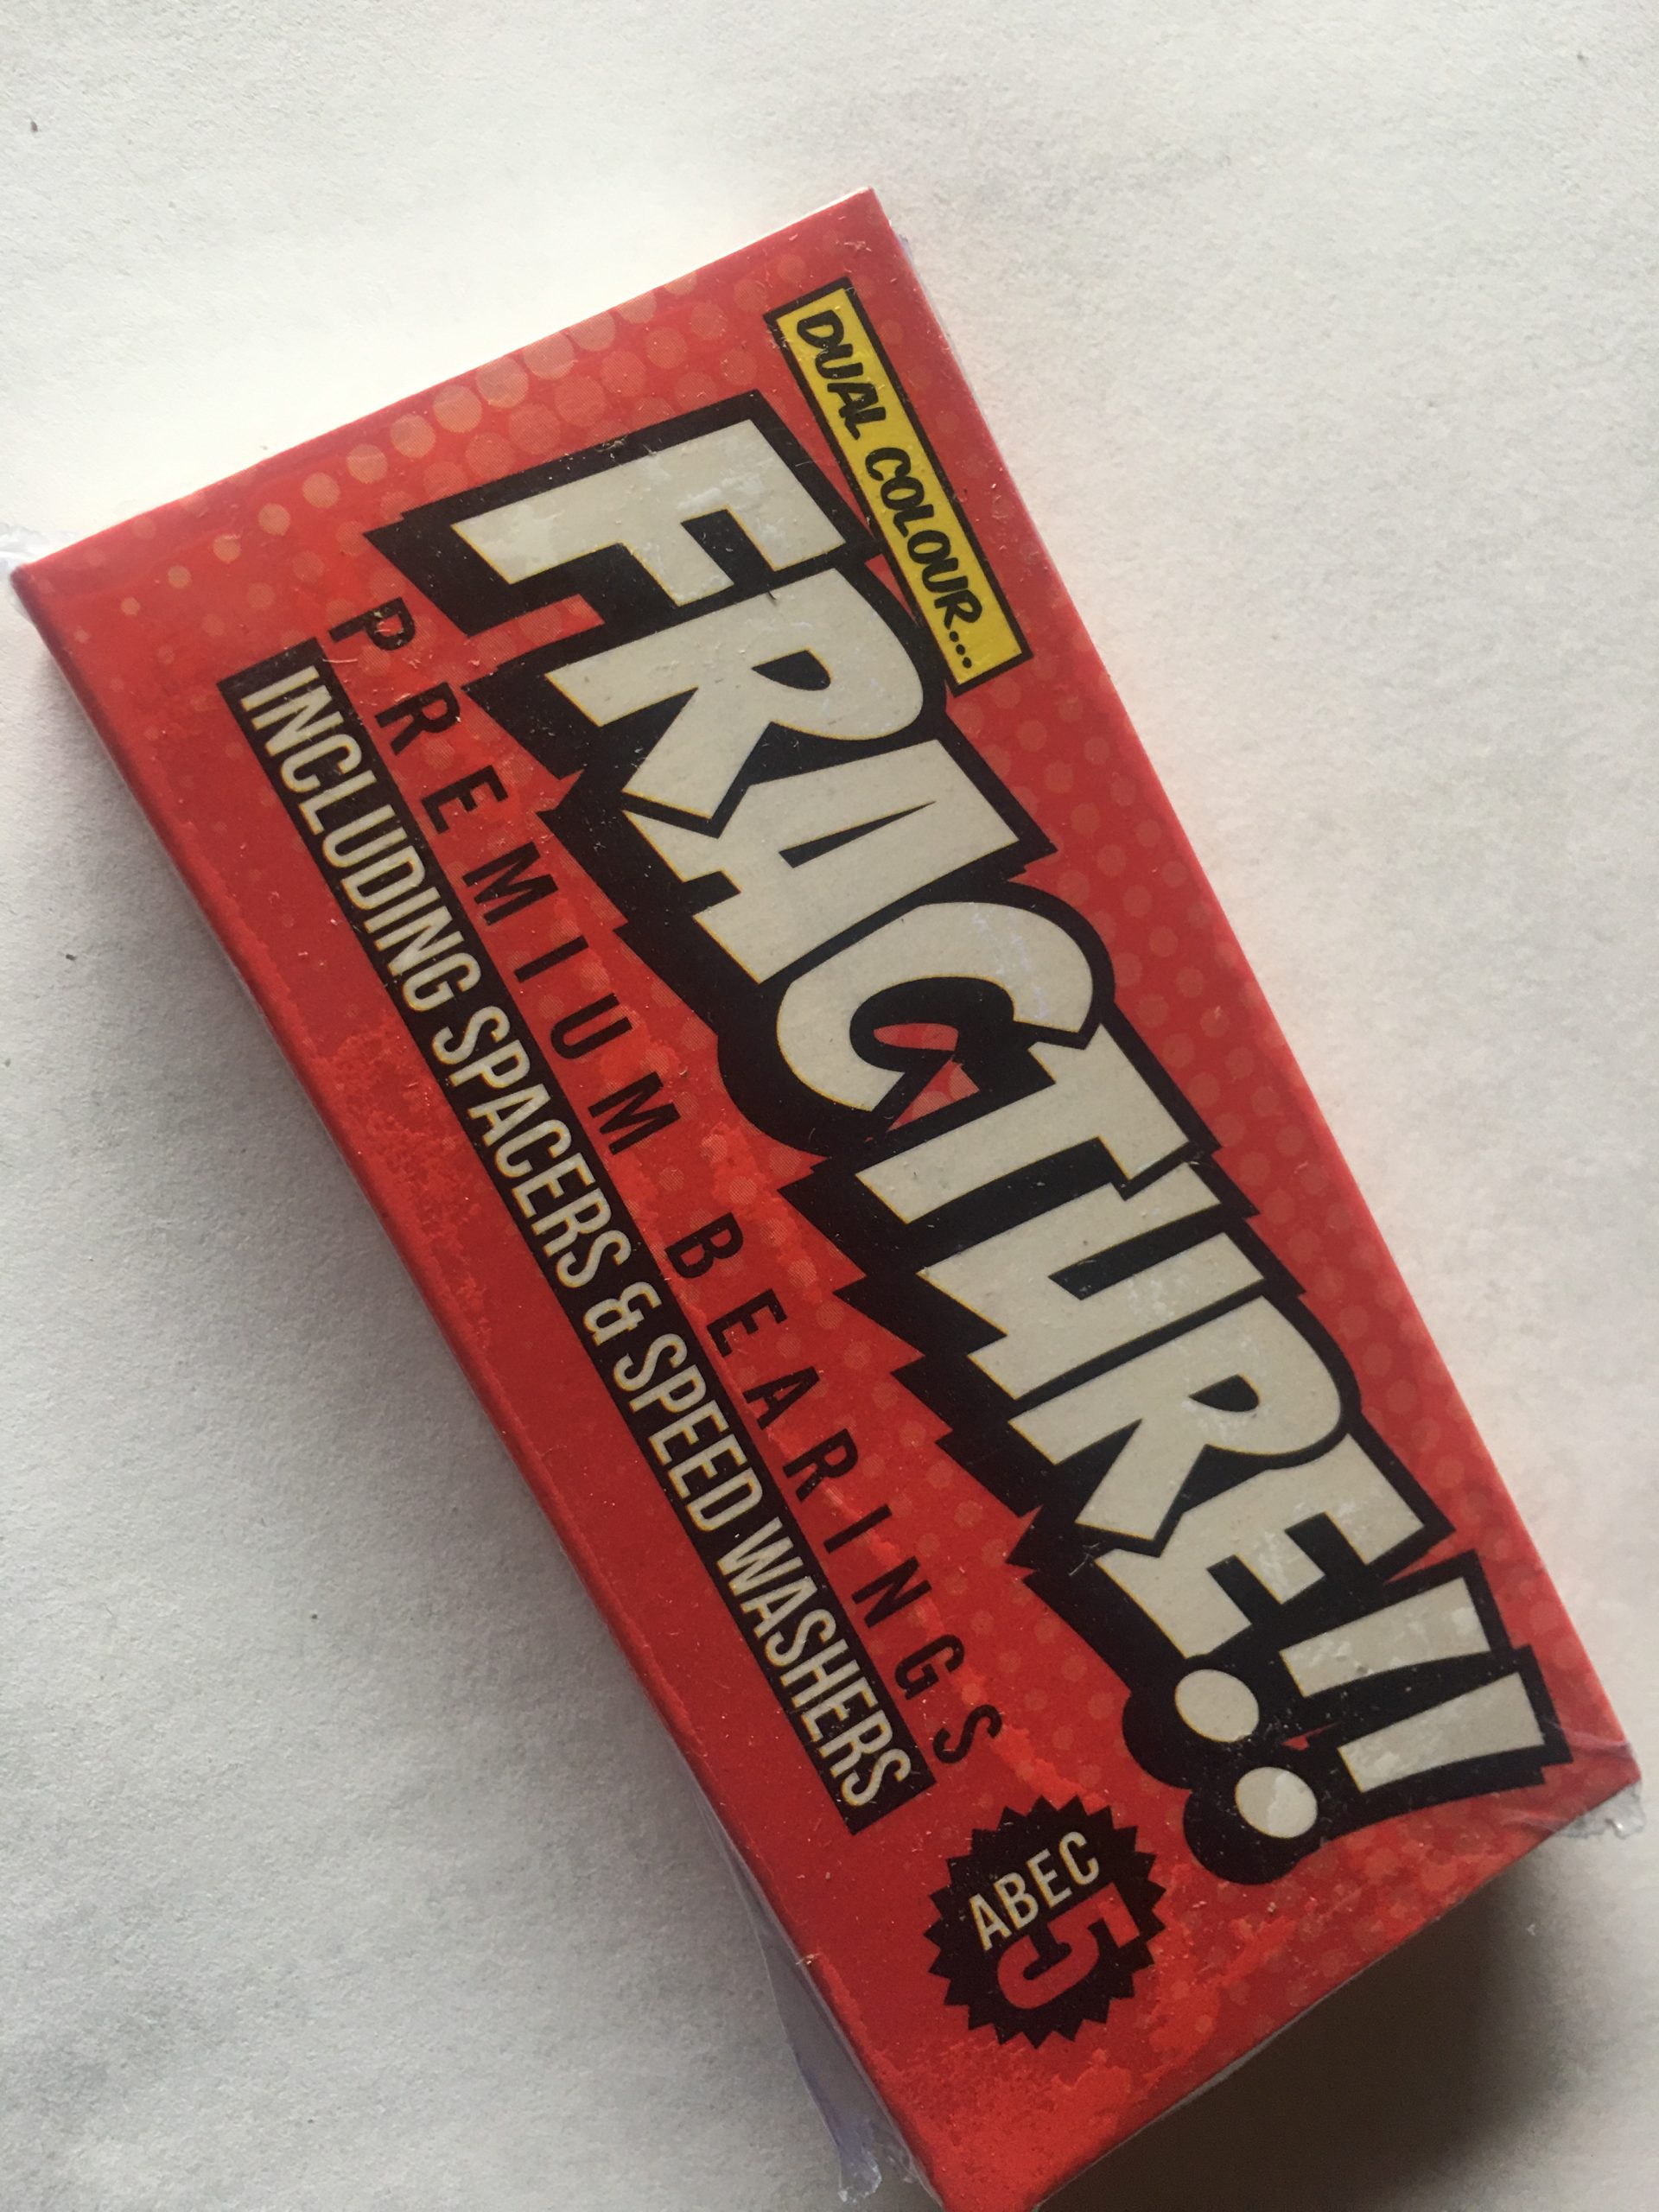 DUAL COLOUR...
FRACTURE!!
PREMIUM BEARINGS
INCLUDING SPACERS & SPEED WASHERS
ABEC
5